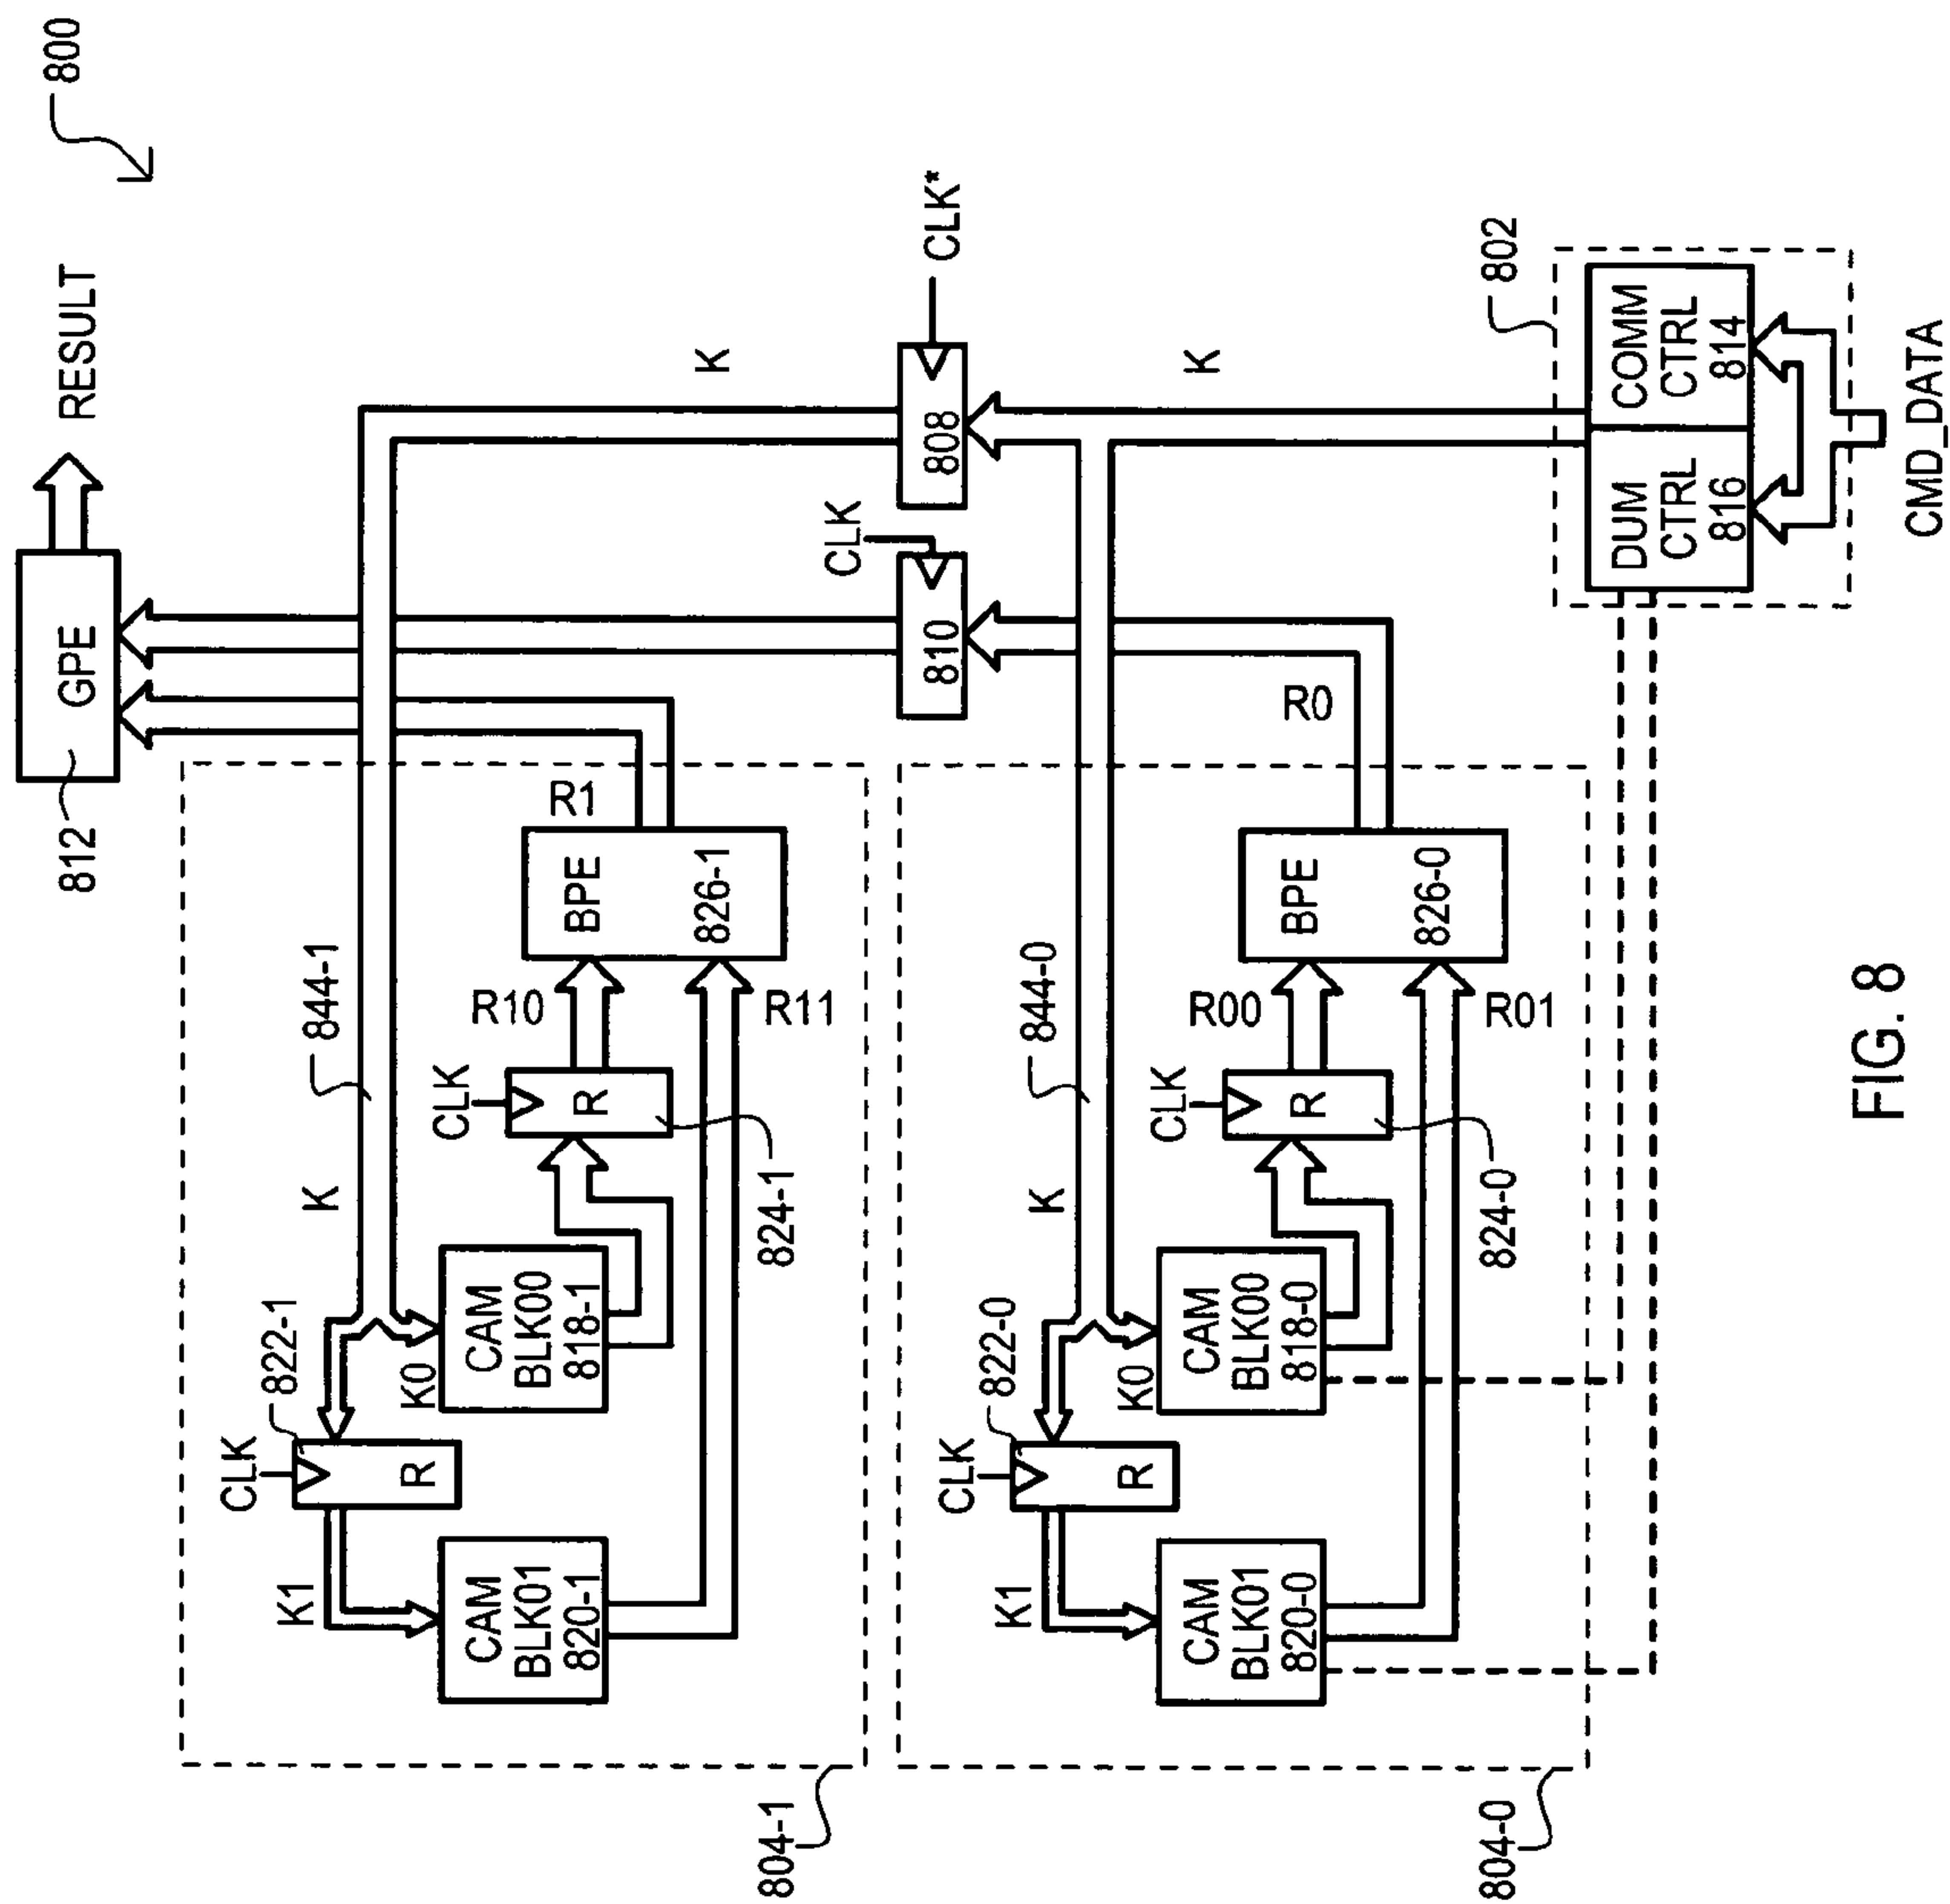 800
RESULT
GPE
812
844-1
K
822-1
CLK
R
K1
K0
CAM
BLK01
820-1
CAM
BLK00
818-1
CLK
R
824-1
R10
R11
BPE
826-1
R1
804-1
K
CLK*
808
CLK
810
K
844-0
K
822-0
CLK
R
K1
K0
CAM
BLK01
820-0
CAM
BLK00
818-0
CLK
R
824-0
R00
R01
BPE
826-0
R0
804-0
802
DUM
CTRL
816
COMM
CTRL
814
CMD_DATA
FIG. 8